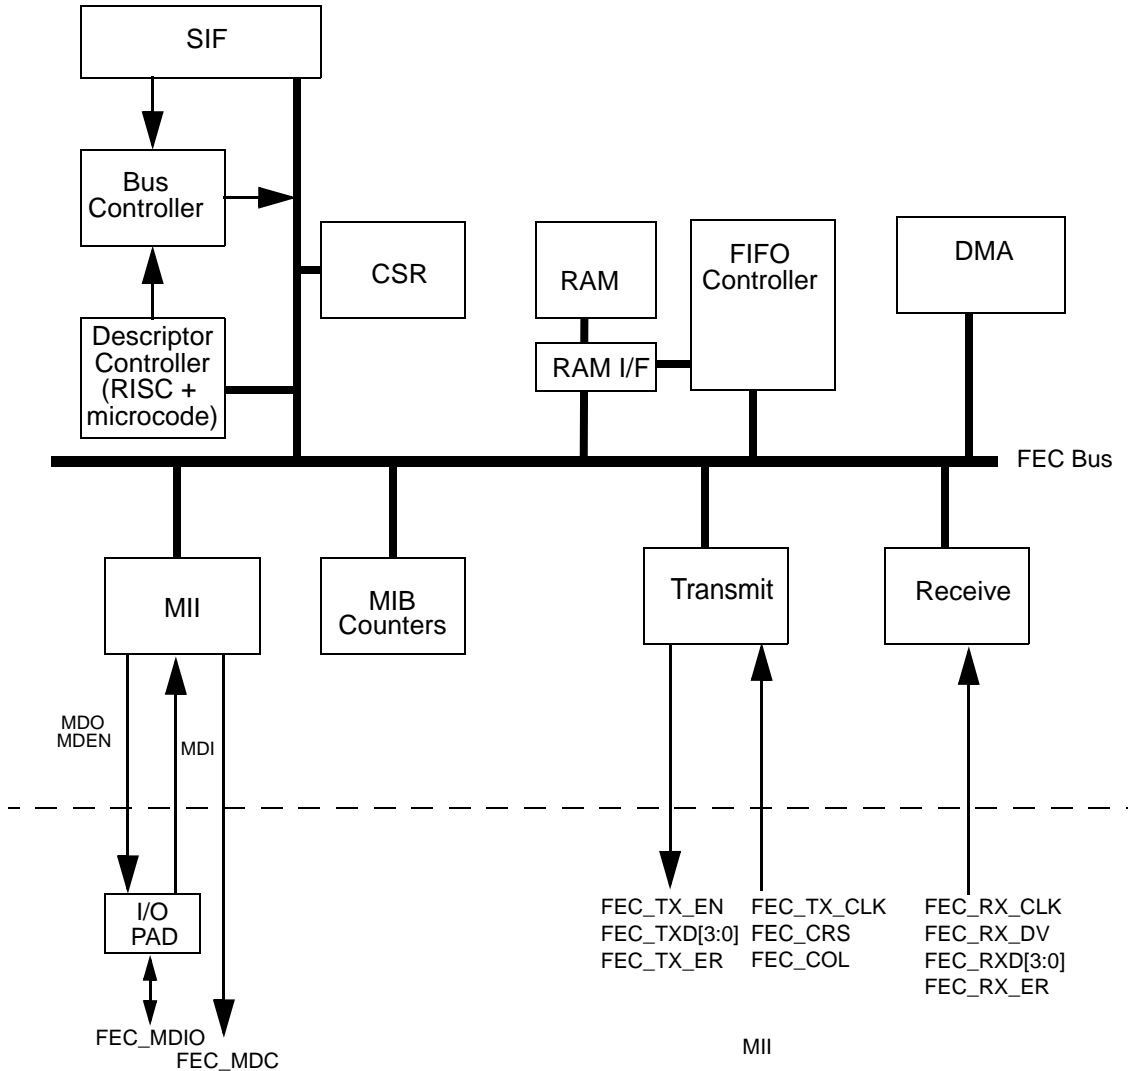 SIF
Bus
Controller
CSR
RAM
FIFO
Controller
DMA
Descriptor
Controller
(RISC +
microcode)
RAM I/F
FEC Bus
MII
MIB
Counters
Transmit
Receive
MDO
MDEN
MDI
I/O
PAD
FEC_TX_EN
FEC_TXD[3:0]
FEC_TX_ER
FEC_TX_CLK
FEC_CRS
FEC_COL
FEC_RX_CLK
FEC_RX_DV
FEC_RXD[3:0]
FEC_RX_ER
FEC_MDIO
FEC_MDC
MII